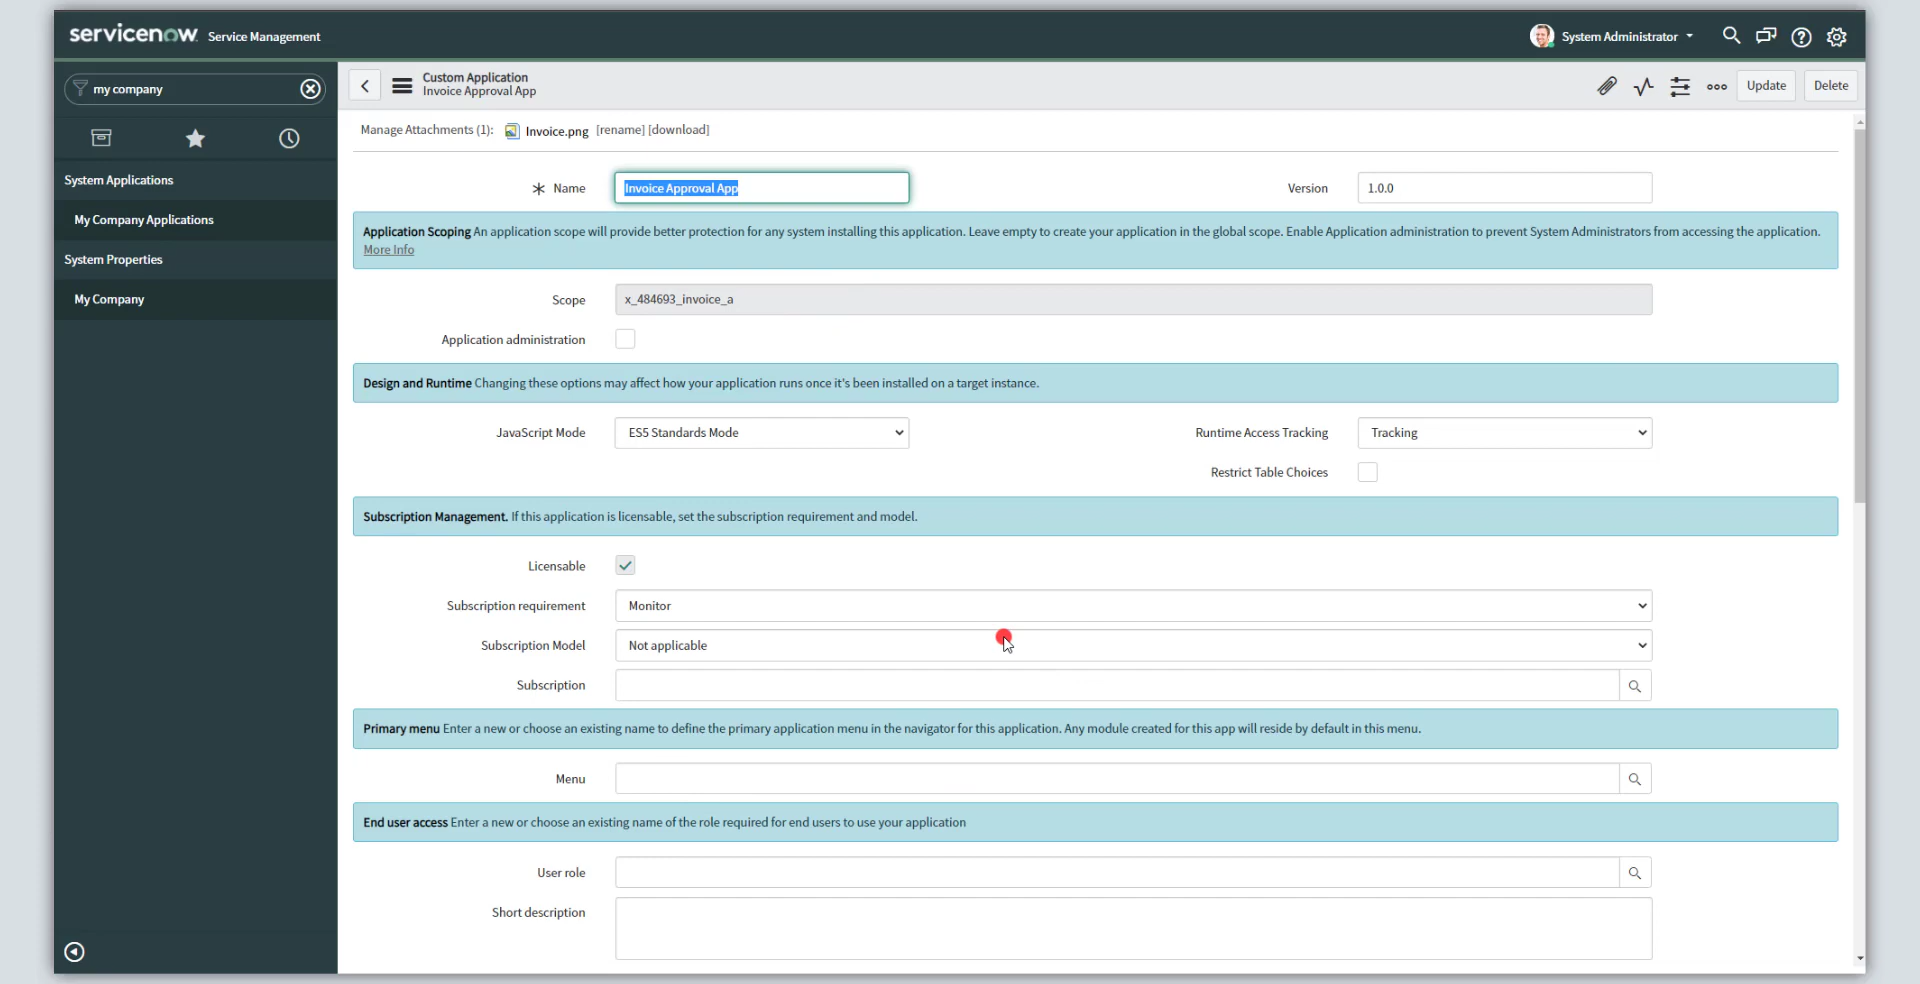 servicenow Service Management
System Administrator
my company
System Applications
My Company Applications
System Properties
My Company
Custom Application
Invoice Approval App
Update
Delete
Manage Attachments (1): Invoice.png [rename] [download]
Name Invoice Approval App
Version 1.0.0
Application Scoping An application scope will provide better protection for any system installing this application. Leave empty to create your application in the global scope. Enable Application administration to prevent System Administrators from accessing the application.
More Info
Scope x_484693_invoice_a
Application administration
Design and Runtime Changing these options may affect how your application runs once it's been installed on a target instance.
JavaScript Mode ES5 Standards Mode
Runtime Access Tracking Tracking
Restrict Table Choices
Subscription Management. If this application is licensable, set the subscription requirement and model.
Licensable
Subscription requirement Monitor
Subscription Model Not applicable
Subscription
Primary menu Enter a new or choose an existing name to define the primary application menu in the navigator for this application. Any module created for this app will reside by default in this menu.
Menu
End user access Enter a new or choose an existing name of the role required for end users to use your application
User role
Short description